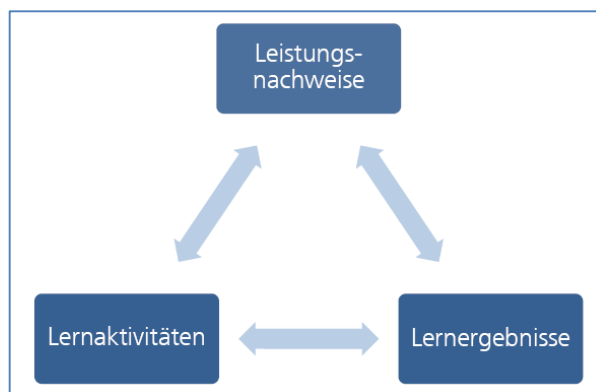 Leistungs-
nachweise
Lernaktivitäten
Lernergebnisse